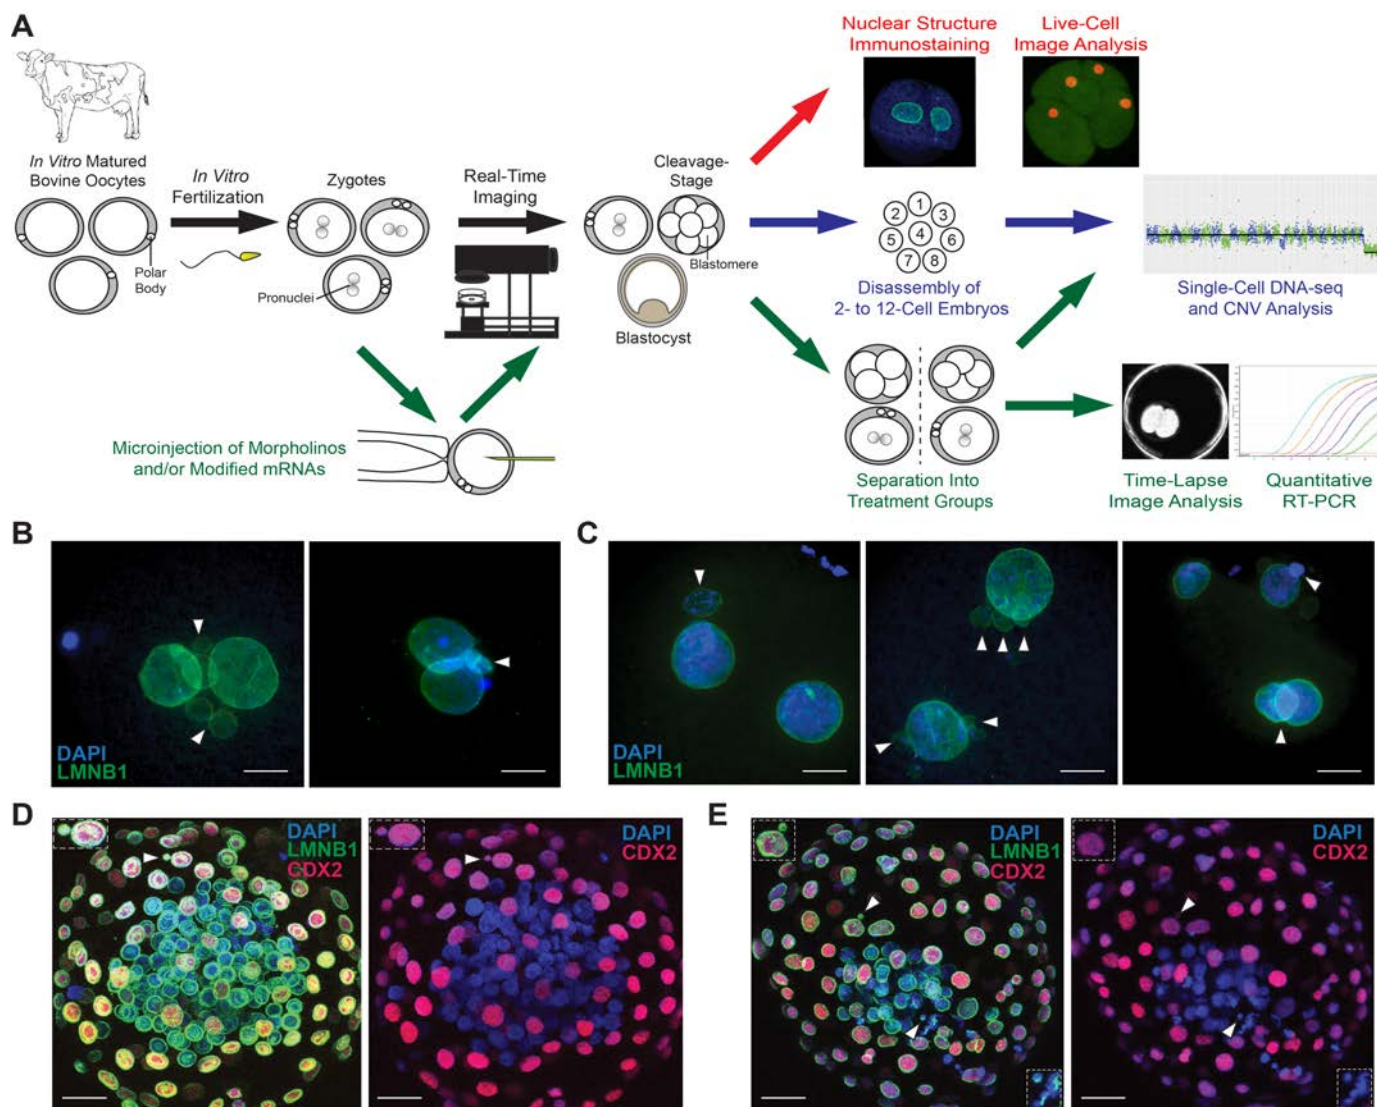 A
Nuclear Structure
Immunostaining
Live-Cell
Image Analysis
In Vitro Matured
Bovine Oocytes
In Vitro
Fertilization
Zygotes
Real-Time
Imaging
Cleavage-
Stage
Polar
Body
Pronuclei
Blastomere
Blastocyst
1
2
3
4
5
6
7
8
Disassembly of
2- to 12-Cell Embryos
Single-Cell DNA-seq
and CNV Analysis
Microinjection of Morpholinos
and/or Modified mRNAs
Separation Into
Treatment Groups
Time-Lapse
Image Analysis
Quantitative
RT-PCR
B
DAPI
LMNB1
C
DAPI
LMNB1
D
DAPI
LMNB1
CDX2
DAPI
CDX2
E
DAPI
LMNB1
CDX2
DAPI
CDX2